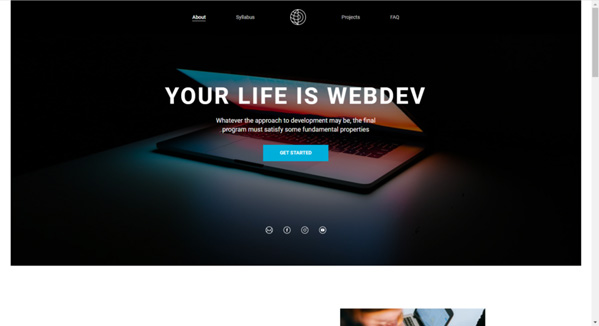 About
Syllabus
Projects
FAQ
YOUR LIFE IS WEBDEV
Whatever the approach to development may be, the final
program must satisfy some fundamental properties
GET STARTED